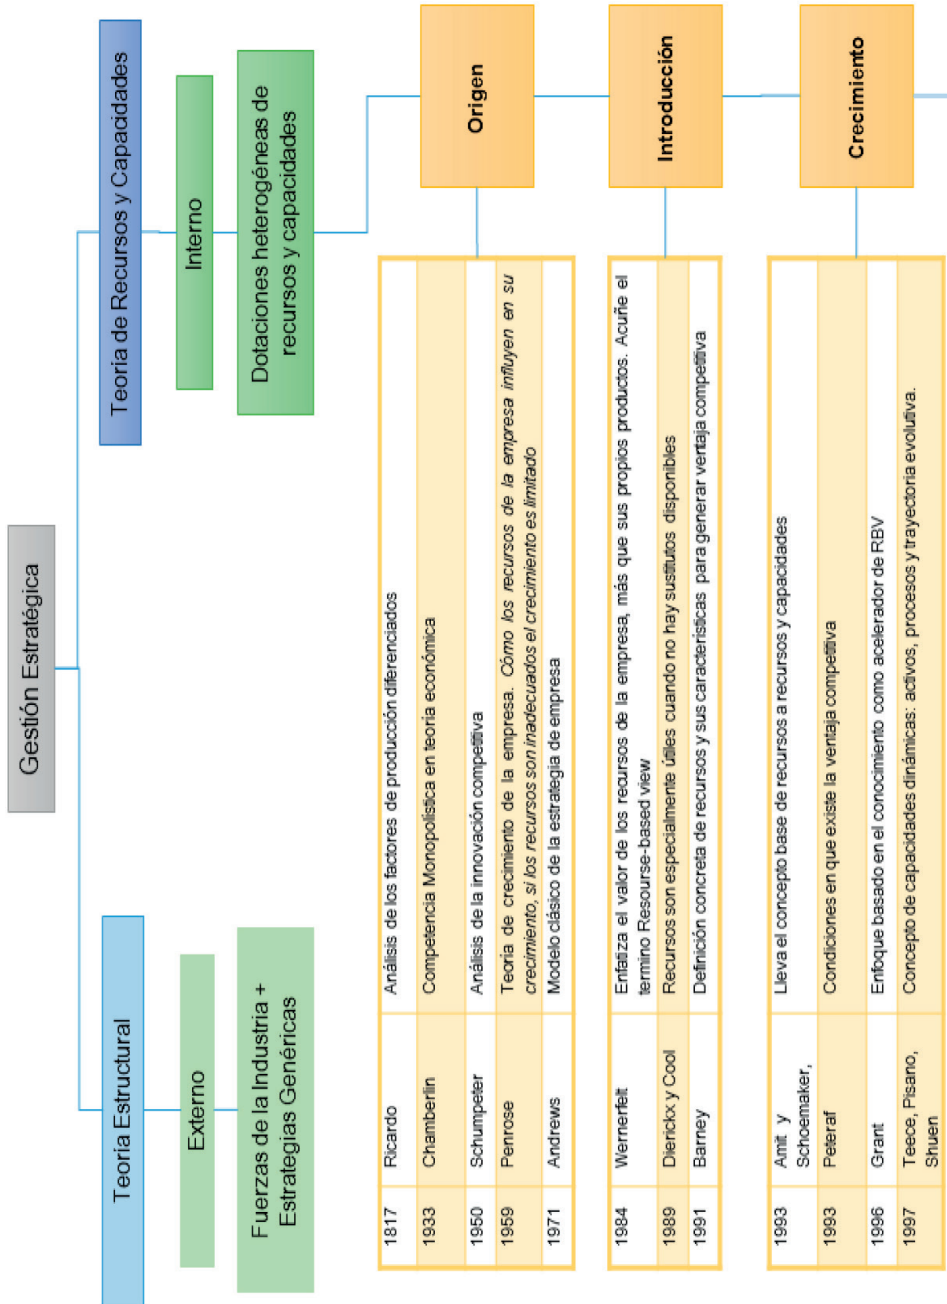 Gestión Estratégica
Teoría Estructural
Externo
Fuerzas de la Industria +
Estrategias Genéricas
Teoría de Recursos y Capacidades
Interno
Dotaciones heterogéneas de
recursos y capacidades
Origen
1817 Ricardo Análisis de los factores de producción diferenciados
1933 Chamberlin Competencia Monopolística en teoría económica
1950 Schumpeter Análisis de la innovación competitiva
1959 Penrose Teoría de crecimiento de la empresa. Cómo los recursos de la empresa influyen en su
crecimiento, si los recursos son inadecuados el crecimiento es limitado
1971 Andrews Modelo clásico de la estrategia de empresa
Introducción
1984 Wernerfelt Enfatiza el valor de los recursos de la empresa, más que sus propios productos. Acuñe el
termino Resourse-based view
1989 Dierickx y Cool Recursos son especialmente útiles cuando no hay sustitutos disponibles
1991 Barney Definición concreta de recursos y sus características para generar ventaja competitiva
Crecimiento
1993 Amit y Lleva el concepto base de recursos a recursos y capacidades
Schoemaker,
1993 Peteraf Condiciones en que existe la ventaja competitiva
1996 Grant Enfoque basado en el conocimiento como acelerador de RBV
1997 Teece, Pisano, Concepto de capacidades dinámicas: activos, procesos y trayectoria evolutiva.
Shuen